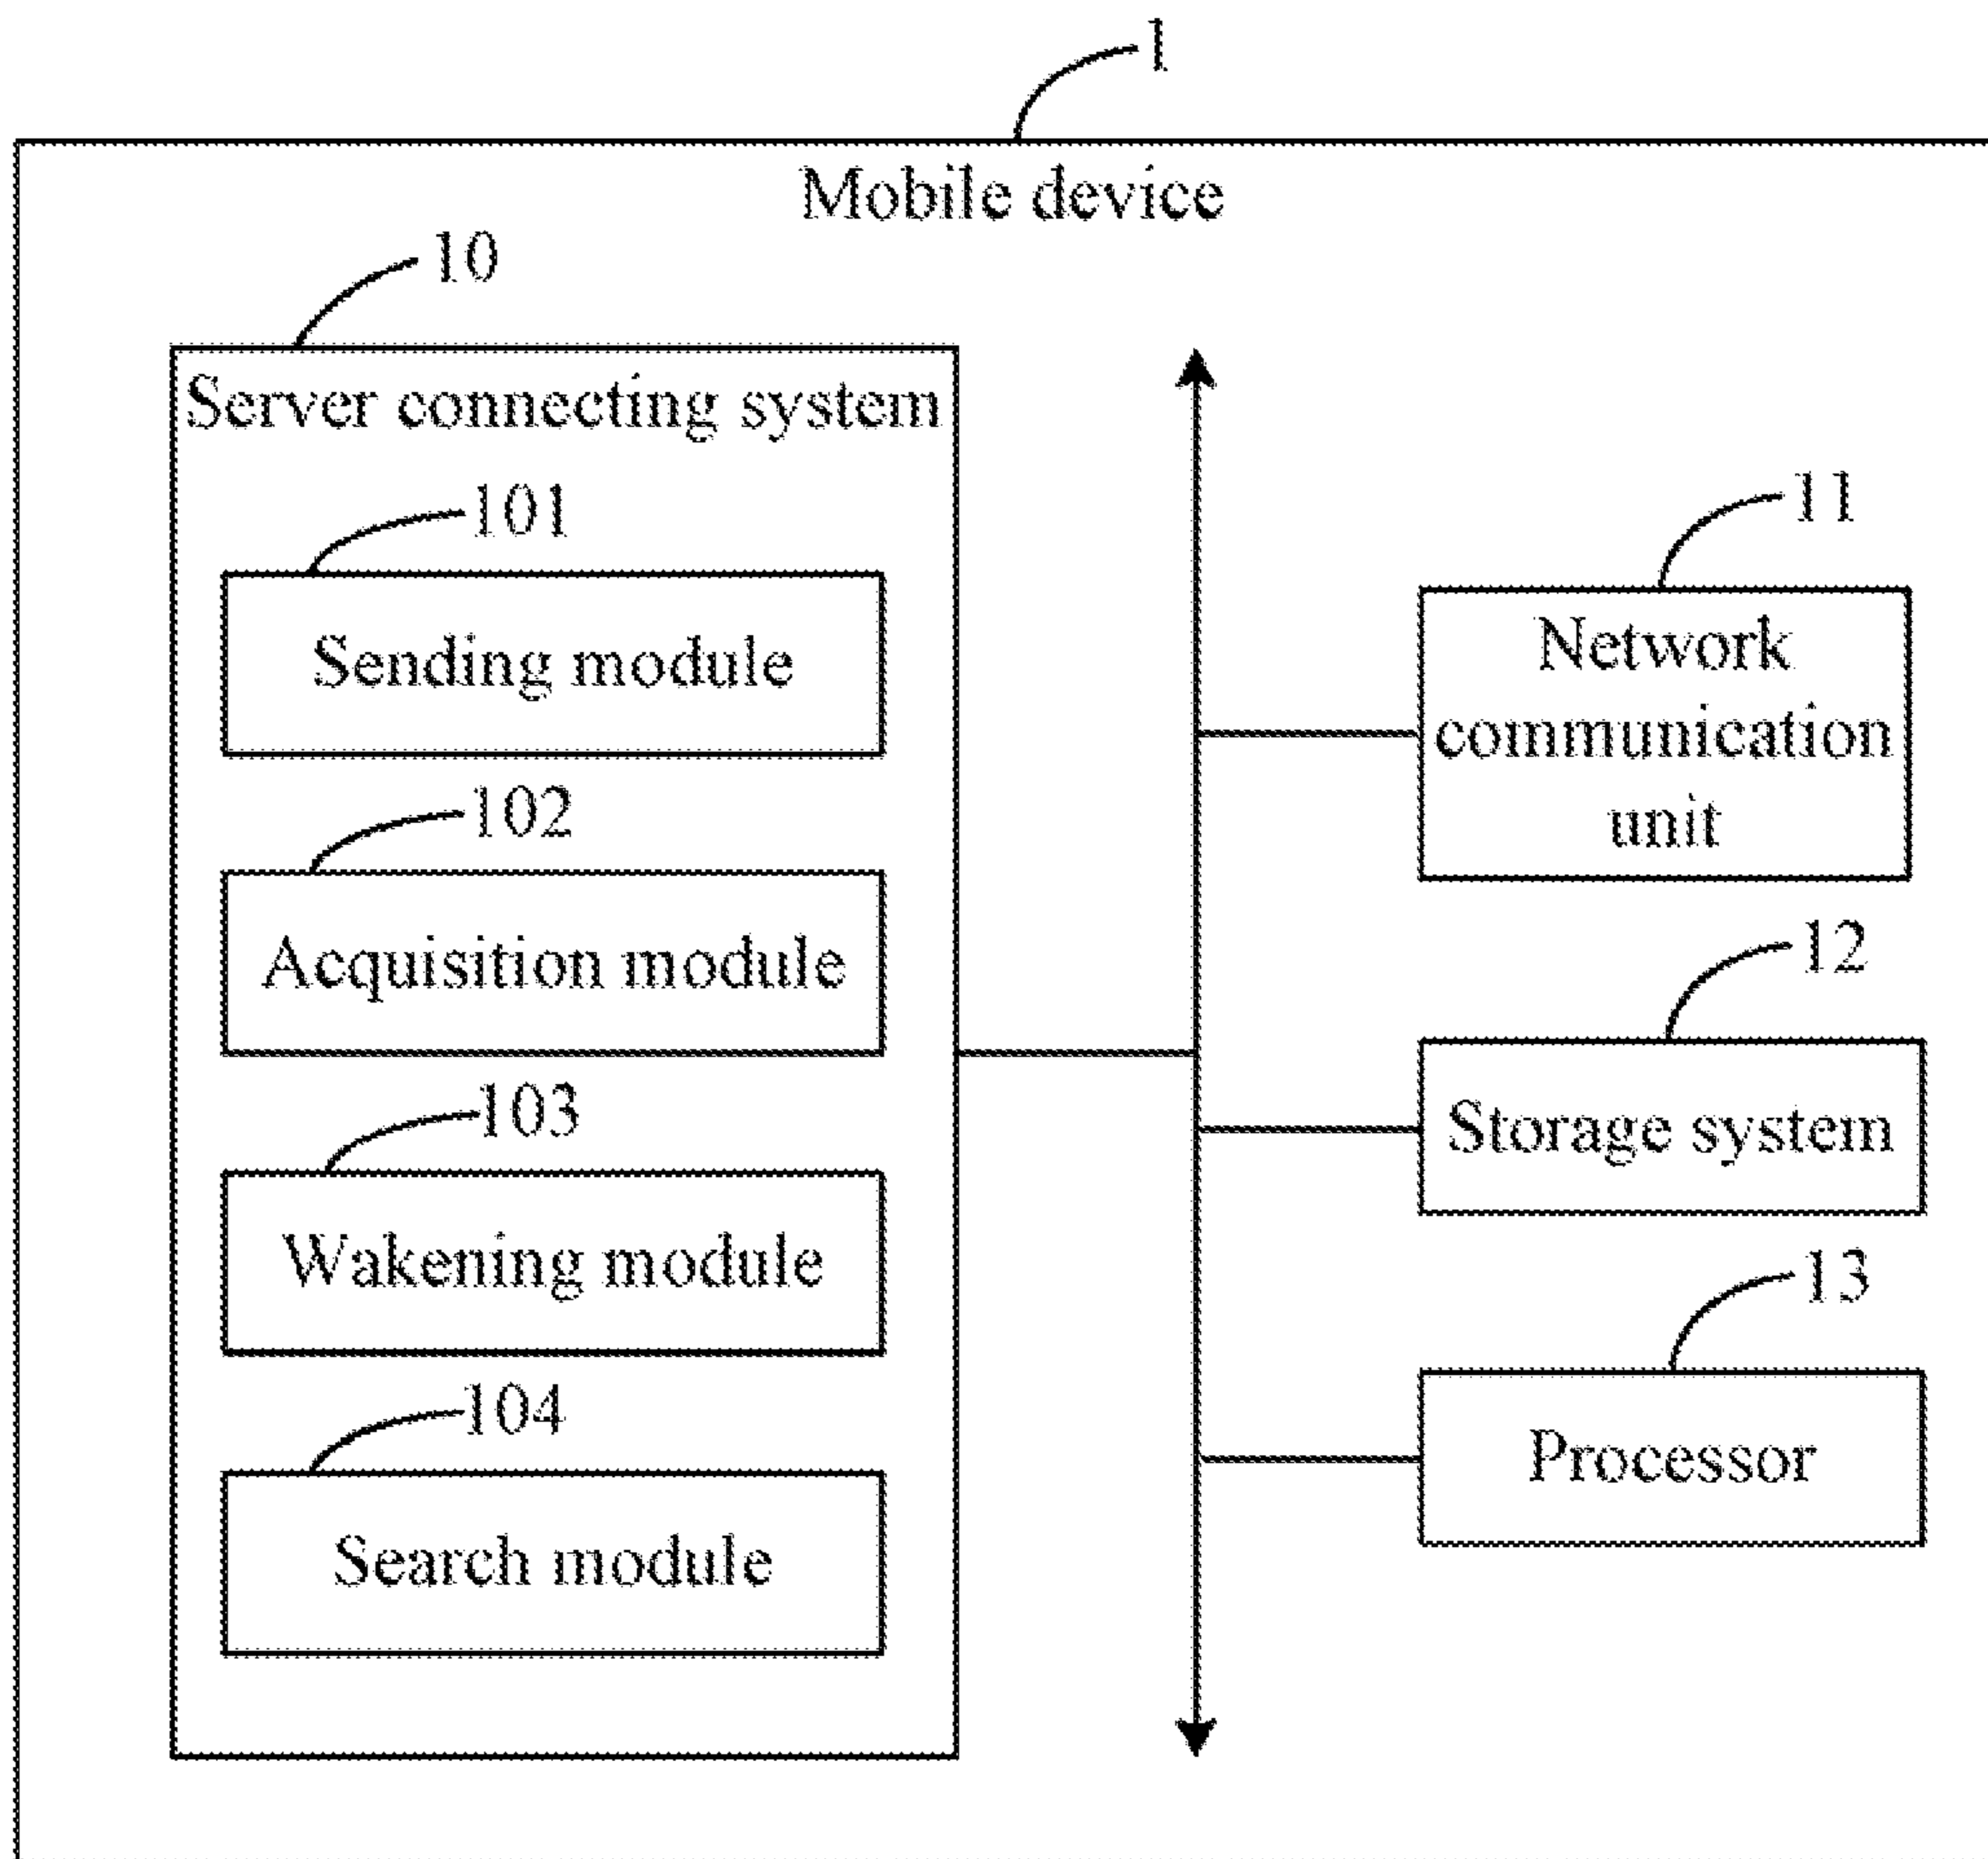 1
Mobile device
10
Server connecting system
101
Sending module
102
Acquisition module
103
Wakening module
104
Search module
11
Network
communication
unit
12
Storage system
13
Processor